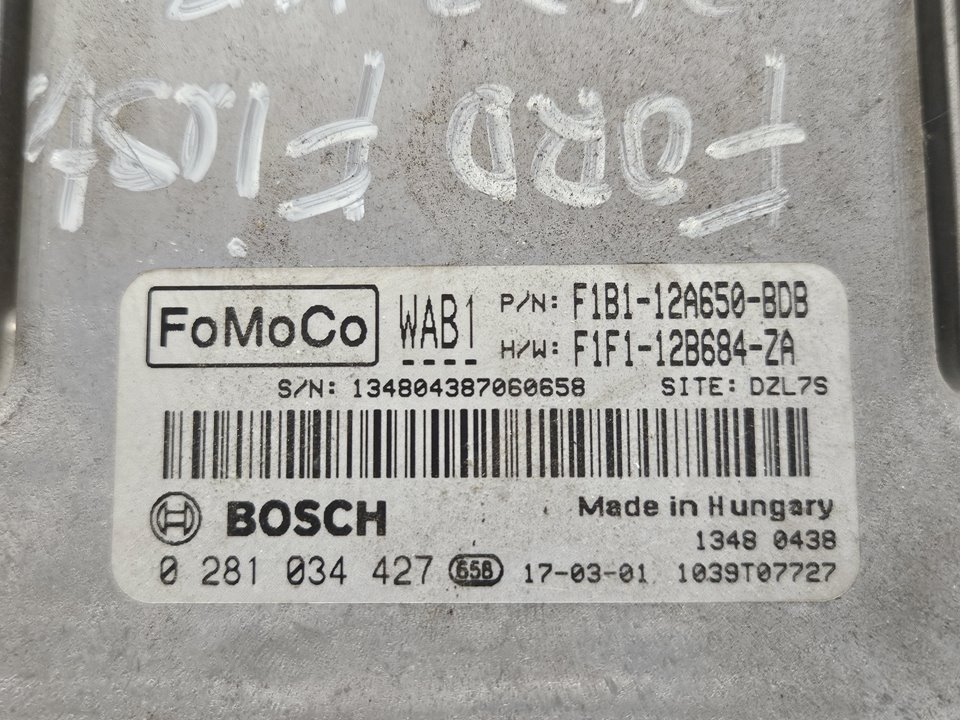 FORD FIESTA
FoMoCo
WAB1
P/N: F1B1-12A650-BDB
H/W: F1F1-12B684-ZA
S/N: 134804387060658 SITE: DZL7S
BOSCH
Made in Hungary
1348 0438
0 281 034 427 658 17-03-01 1039T07727